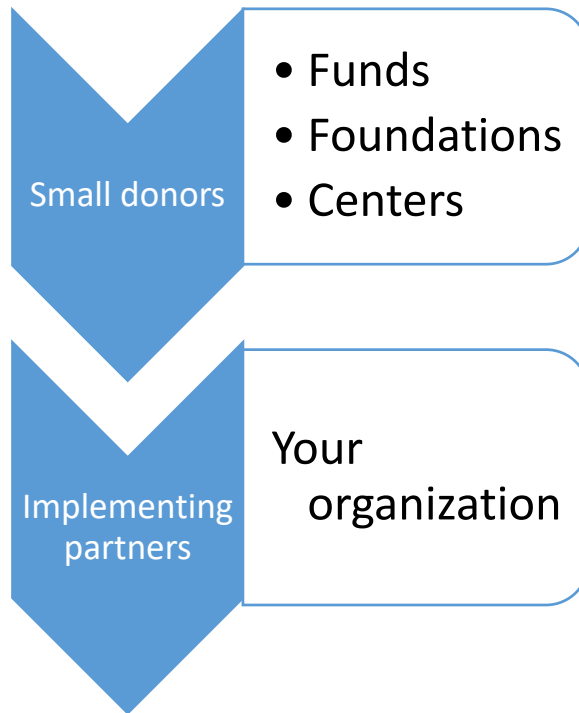 Small donors
• Funds
• Foundations
• Centers
Implementing
partners
Your
organization